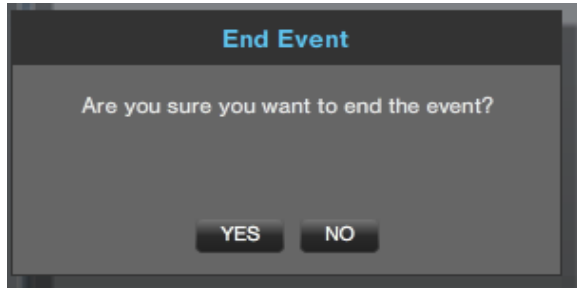 End Event
Are you sure you want to end the event?
YES NO